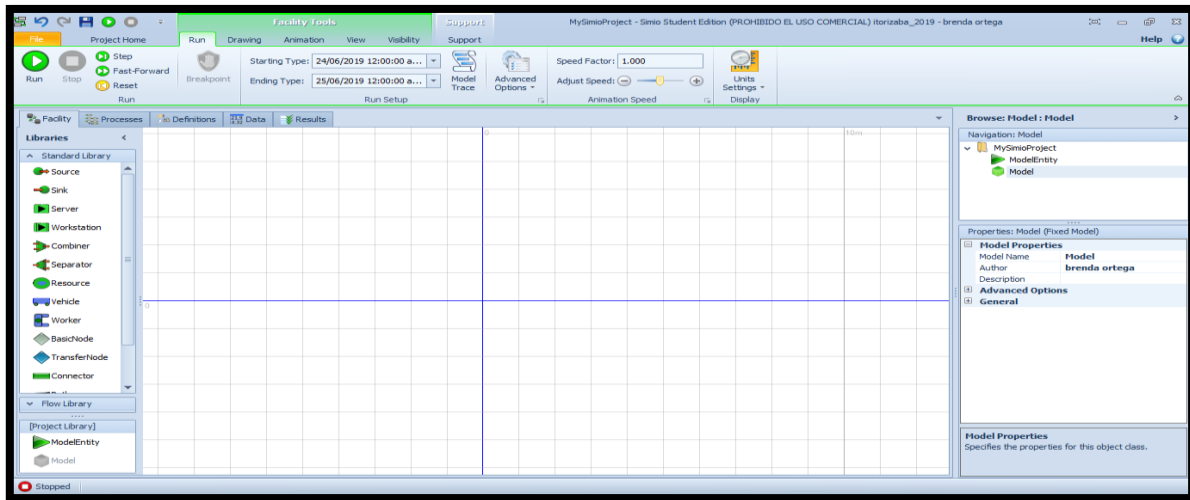 Facility Tools Support MySimioProject - Simio Student Edition (PROHIBIDO EL USO COMERCIAL) itorizaba_2019 - brenda ortega
File Project Home Run Drawing Animation View Visibility Support Help
Run Stop Step Fast-Forward Reset Breakpoint
Starting Type: 24/06/2019 12:00:00 a...
Ending Type: 25/06/2019 12:00:00 a...
Model Trace Advanced Options
Speed Factor: 1.000
Adjust Speed:
Units Settings
Run Run Setup Animation Speed Display
Facility Processes Definitions Data Results
Libraries
Standard Library
Source
Sink
Server
Workstation
Combiner
Separator
Resource
Vehicle
Worker
BasicNode
TransferNode
Connector
Flow Library
[Project Library]
ModelEntity
Model
0 10m
0
Browse: Model : Model
Navigation: Model
MySimioProject
ModelEntity
Model
Properties: Model (Fixed Model)
Model Properties
Model Name Model
Author brenda ortega
Description
Advanced Options
General
Model Properties
Specifies the properties for this object class.
Stopped